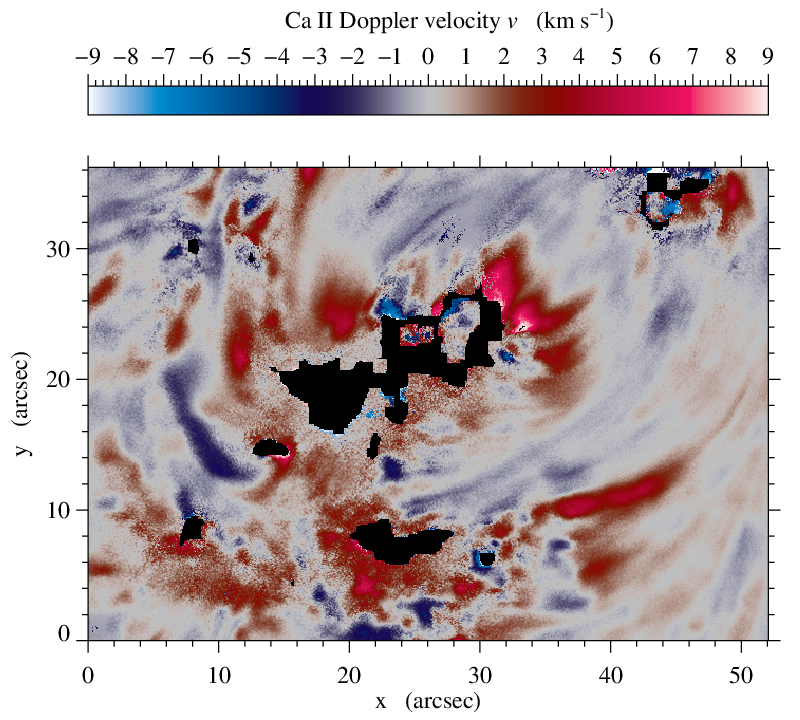 Ca II Doppler velocity v (km s⁻¹)
−9 −8 −7 −6 −5 −4 −3 −2 −1 0 1 2 3 4 5 6 7 8 9
30
20
10
0
y (arcsec)
0 10 20 30 40 50
x (arcsec)